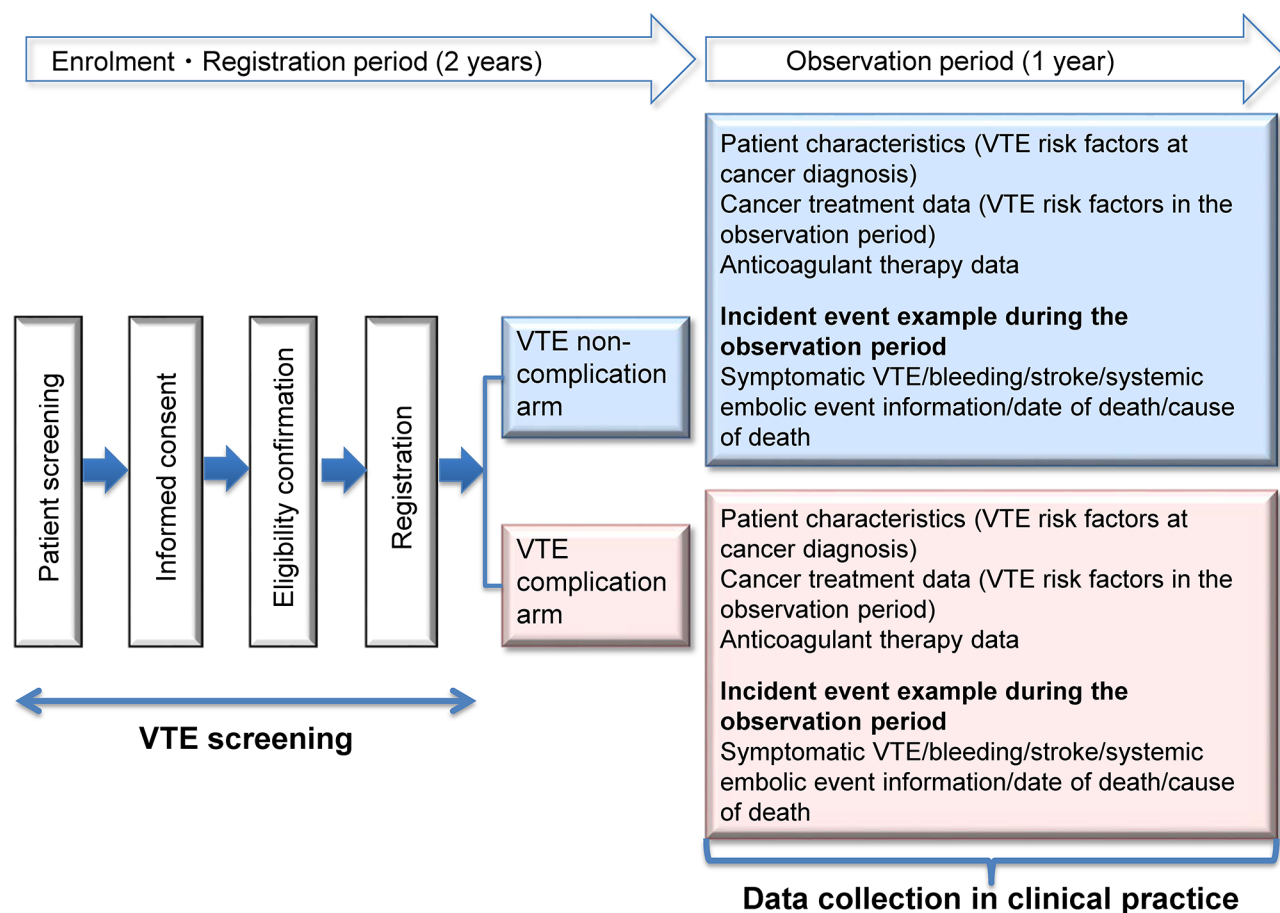 Enrolment・Registration period (2 years)
Observation period (1 year)
Patient screening
Informed consent
Eligibility confirmation
Registration
VTE screening
VTE non-
complication
arm
VTE
complication
arm
Patient characteristics (VTE risk factors at
cancer diagnosis)
Cancer treatment data (VTE risk factors in the
observation period)
Anticoagulant therapy data
Incident event example during the
observation period
Symptomatic VTE/bleeding/stroke/systemic
embolic event information/date of death/cause
of death
Patient characteristics (VTE risk factors at
cancer diagnosis)
Cancer treatment data (VTE risk factors in the
observation period)
Anticoagulant therapy data
Incident event example during the
observation period
Symptomatic VTE/bleeding/stroke/systemic
embolic event information/date of death/cause
of death
Data collection in clinical practice